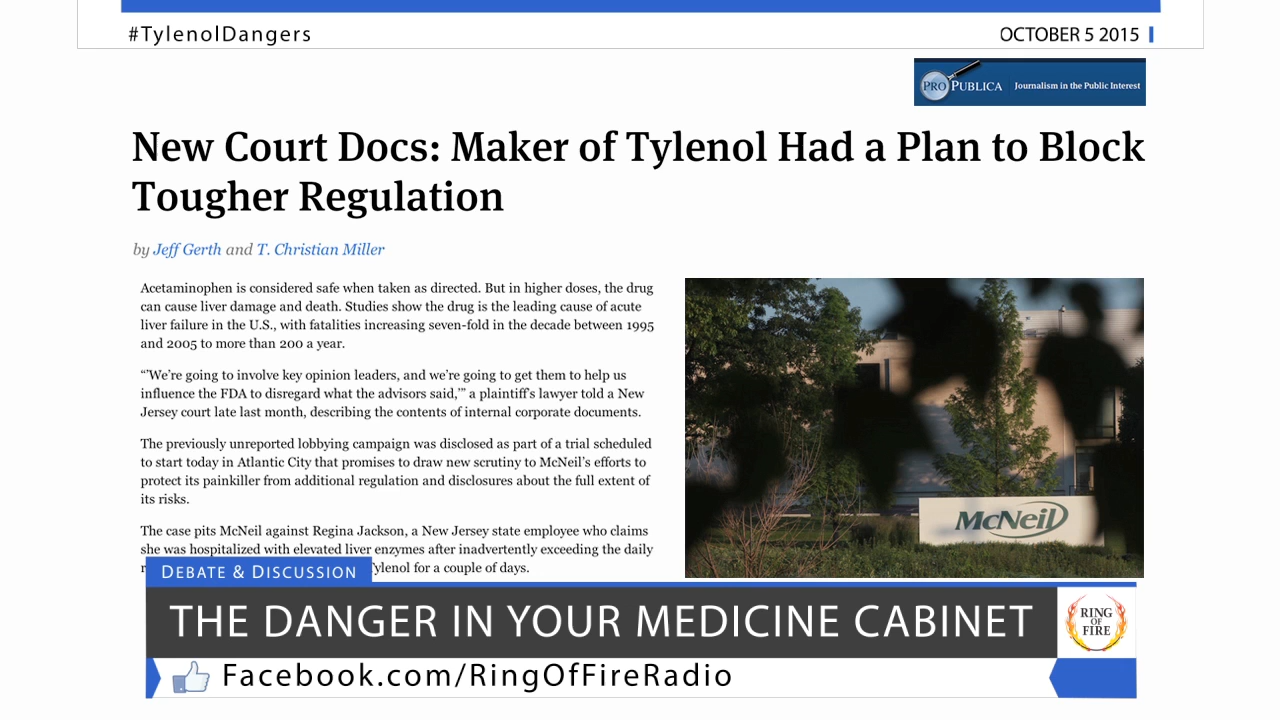 #TylenolDangers
OCTOBER 5 2015
PROPUBLICA Journalism in the Public Interest
New Court Docs: Maker of Tylenol Had a Plan to Block
Tougher Regulation
by Jeff Gerth and T. Christian Miller
Acetaminophen is considered safe when taken as directed. But in higher doses, the drug
can cause liver damage and death. Studies show the drug is the leading cause of acute
liver failure in the U.S., with fatalities increasing seven-fold in the decade between 1995
and 2005 to more than 200 a year.
“‘We’re going to involve key opinion leaders, and we’re going to get them to help us
influence the FDA to disregard what the advisors said,’” a plaintiff’s lawyer told a New
Jersey court late last month, describing the contents of internal corporate documents.
The previously unreported lobbying campaign was disclosed as part of a trial scheduled
to start today in Atlantic City that promises to draw new scrutiny to McNeil’s efforts to
protect its painkiller from additional regulation and disclosures about the full extent of
its risks.
The case pits McNeil against Regina Jackson, a New Jersey state employee who claims
she was hospitalized with elevated liver enzymes after inadvertently exceeding the daily
Tylenol for a couple of days.
McNeil
DEBATE & DISCUSSION
THE DANGER IN YOUR MEDICINE CABINET
RING
OF
FIRE
Facebook.com/RingOfFireRadio